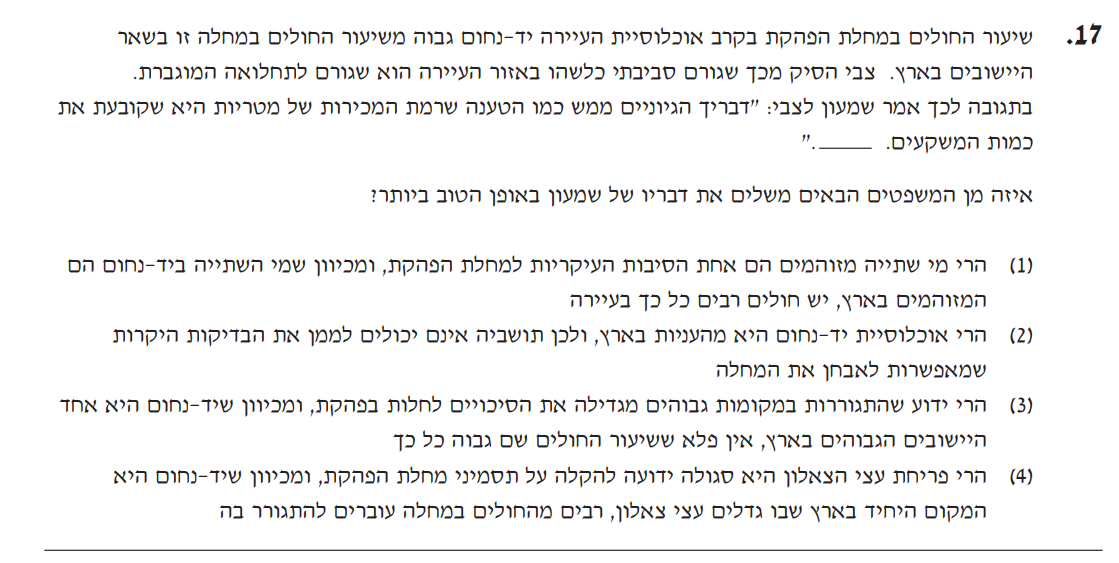 17. שיעור החולים במחלת הפהקת בקרב אוכלוסיית העיירה יד-נחום גבוה משיעור החולים במחלה זו בשאר
היישובים בארץ. צבי הסיק מכך שגורם סביבתי כלשהו באזור העיירה הוא שגורם לתחלואה המוגברת.
בתגובה לכך אמר שמעון לצבי: "דבריך הגיוניים ממש כמו הטענה שרמת המכירות של מטריות היא שקובעת את
כמות המשקעים. _____."
איזה מן המשפטים הבאים משלים את דבריו של שמעון באופן הטוב ביותר?
(1) הרי מי שתייה מזוהמים הם אחת הסיבות העיקריות למחלת הפהקת, ומכיוון שמי השתייה ביד-נחום הם
המזוהמים בארץ, יש חולים רבים כל כך בעיירה
(2) הרי אוכלוסיית יד-נחום היא מהעניות בארץ, ולכן תושביה אינם יכולים לממן את הבדיקות היקרות
שמאפשרות לאבחן את המחלה
(3) הרי ידוע שהתגוררות במקומות גבוהים מגדילה את הסיכויים לחלות בפהקת, ומכיוון שיד-נחום היא אחד
היישובים הגבוהים בארץ, אין פלא ששיעור החולים שם גבוה כל כך
(4) הרי פריחת עצי הצאלון היא סגולה ידועה להקלה על תסמיני מחלת הפהקת, ומכיוון שיד-נחום היא
המקום היחיד בארץ שבו גדלים עצי צאלון, רבים מהחולים במחלה עוברים להתגורר בה